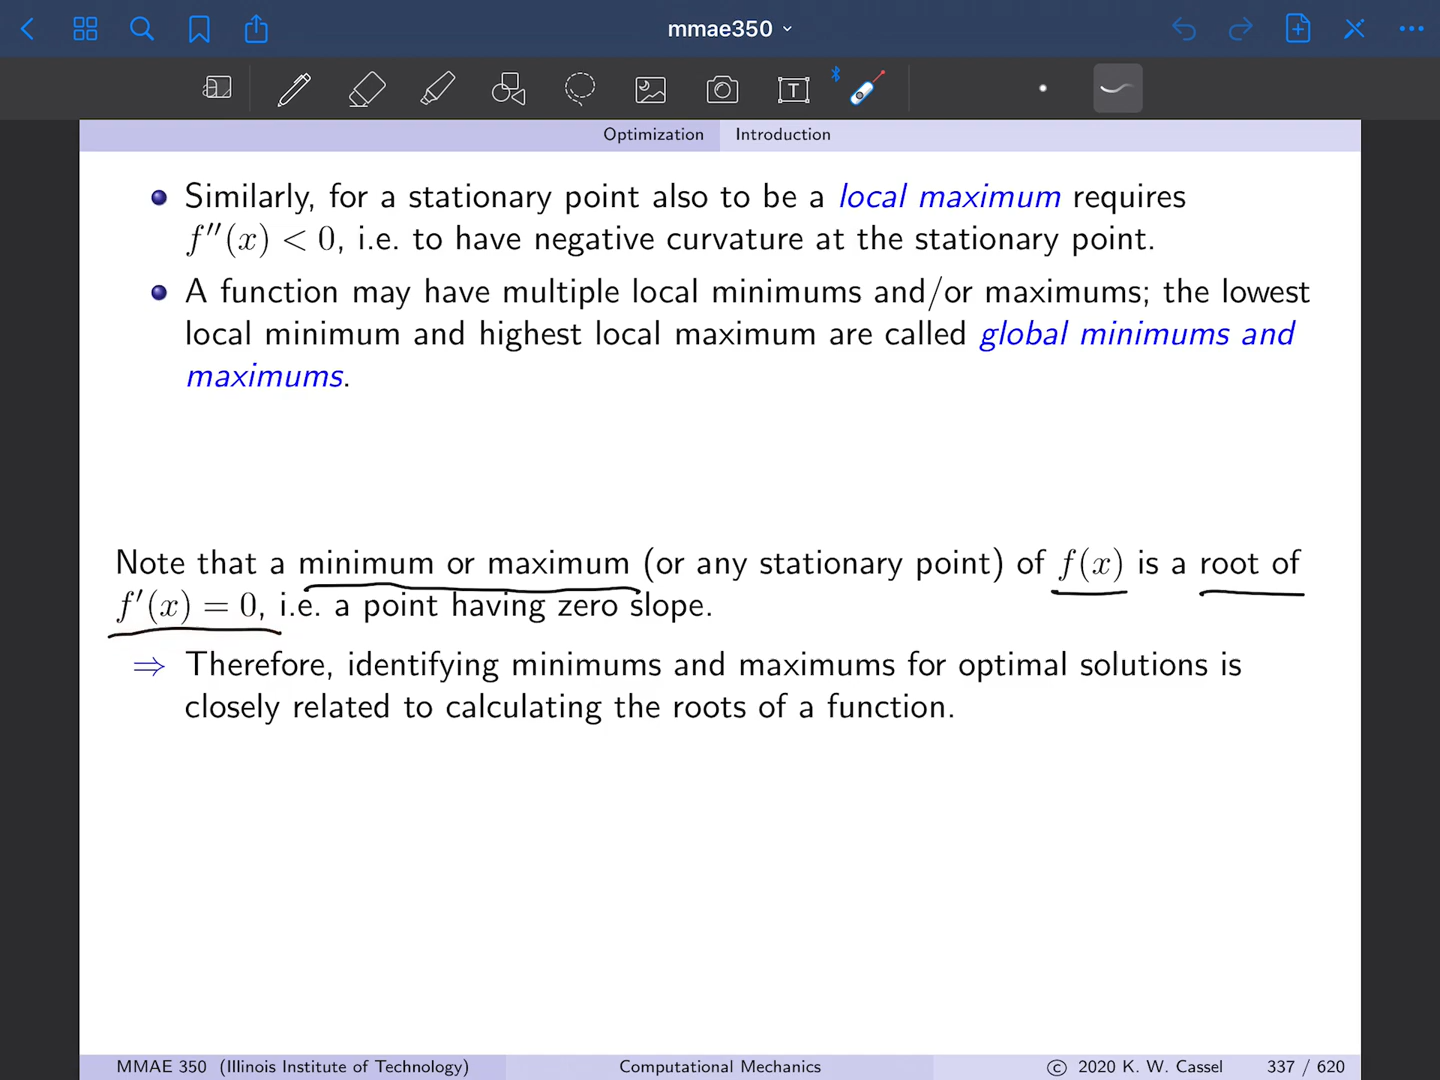 mmae350
T
Optimization Introduction
Similarly, for a stationary point also to be a local maximum requires
f′′(x) < 0, i.e. to have negative curvature at the stationary point.
A function may have multiple local minimums and/or maximums; the lowest
local minimum and highest local maximum are called global minimums and
maximums.
Note that a minimum or maximum (or any stationary point) of f(x) is a root of
f′(x) = 0, i.e. a point having zero slope.
⇒ Therefore, identifying minimums and maximums for optimal solutions is
closely related to calculating the roots of a function.
MMAE 350 (Illinois Institute of Technology) Computational Mechanics © 2020 K. W. Cassel 337 / 620